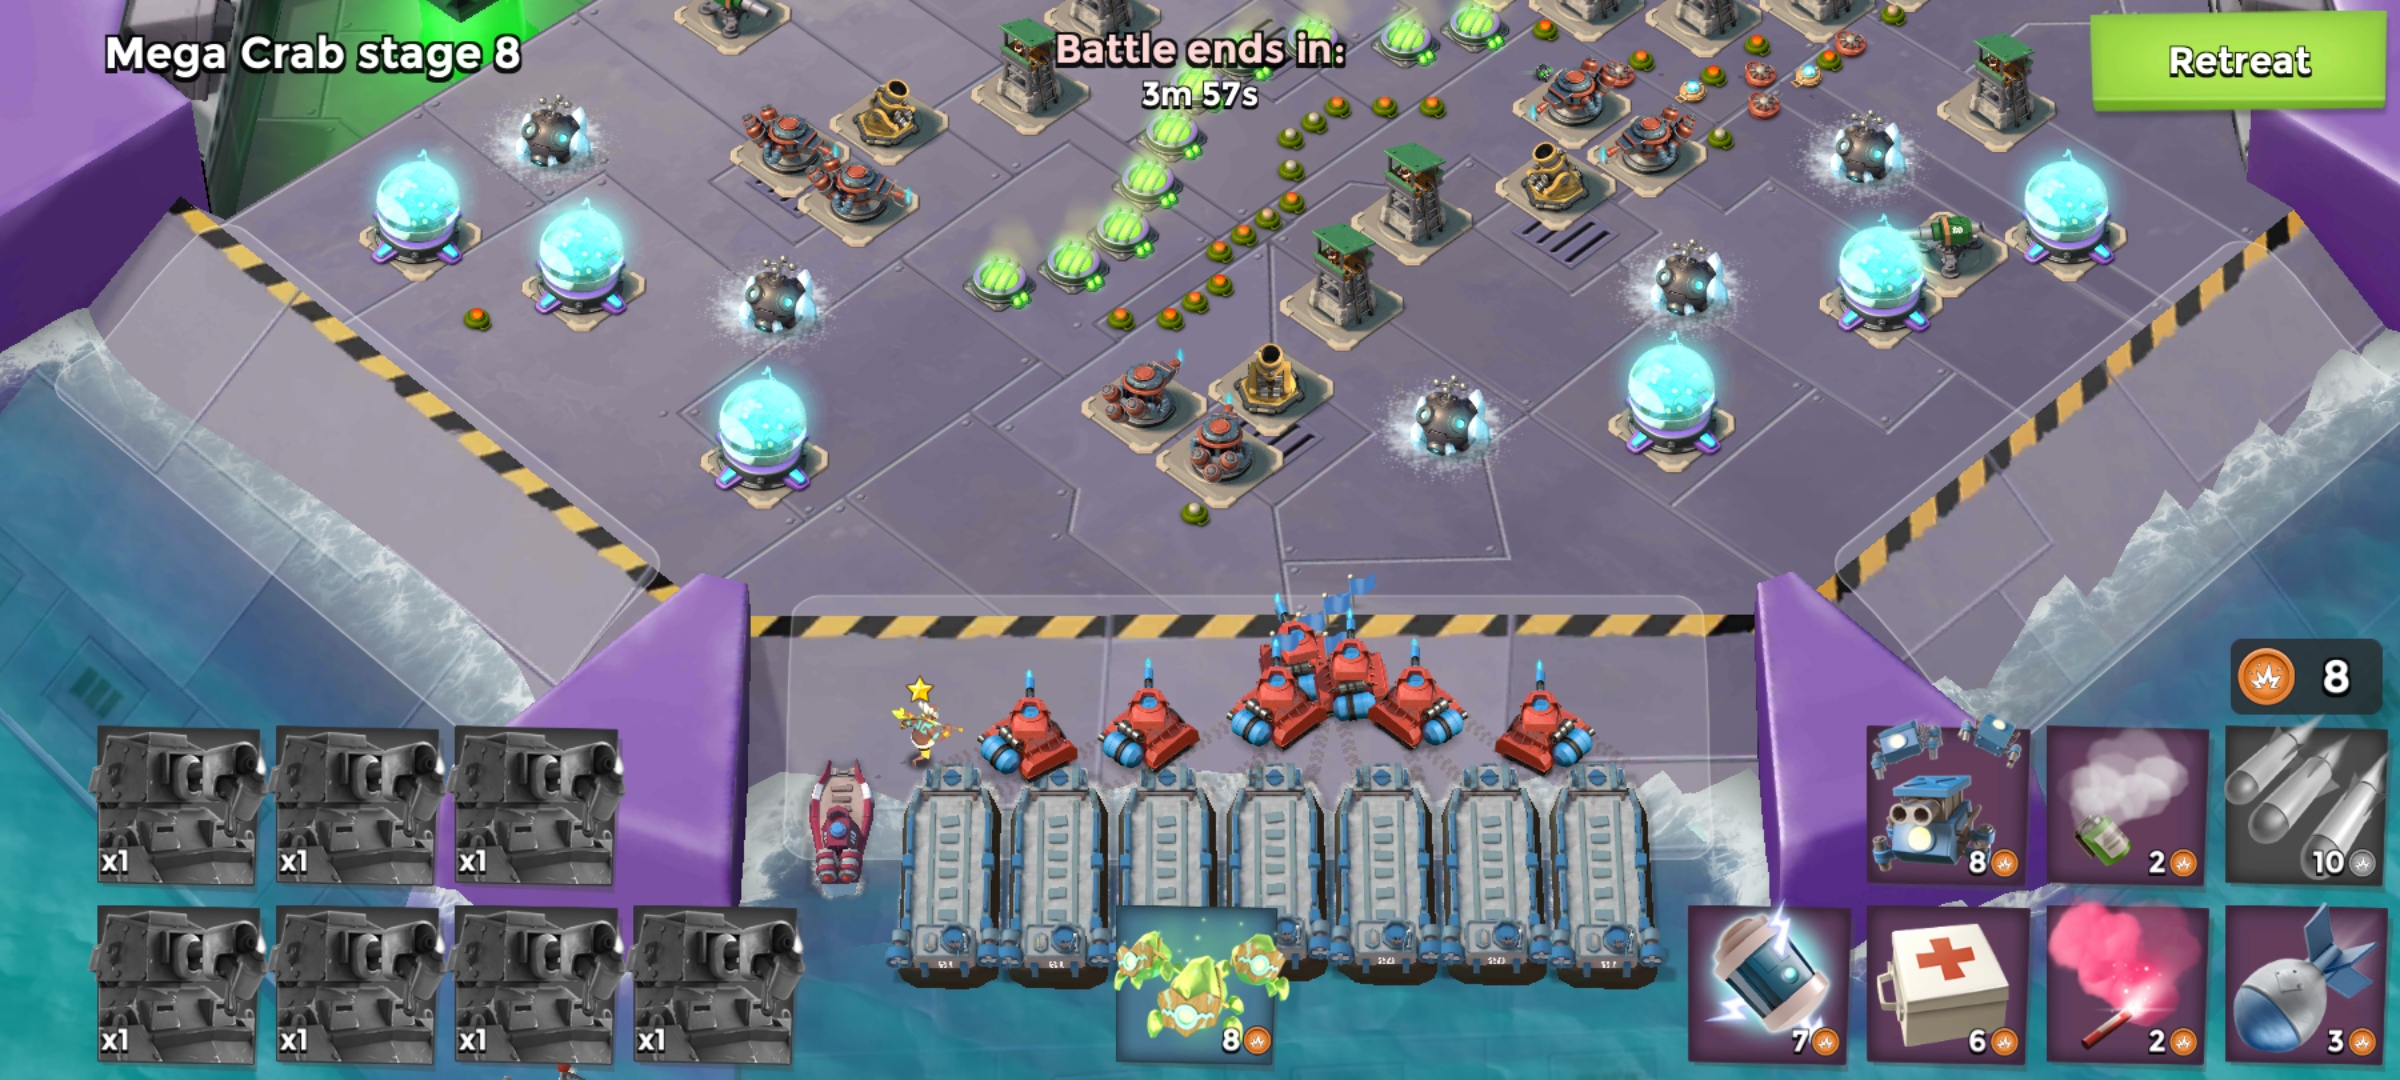 Mega Crab stage 8
Battle ends in:
3m 57s
Retreat
8
x1
x1
x1
8
2
10
x1
x1
x1
x1
8
7
6
2
3